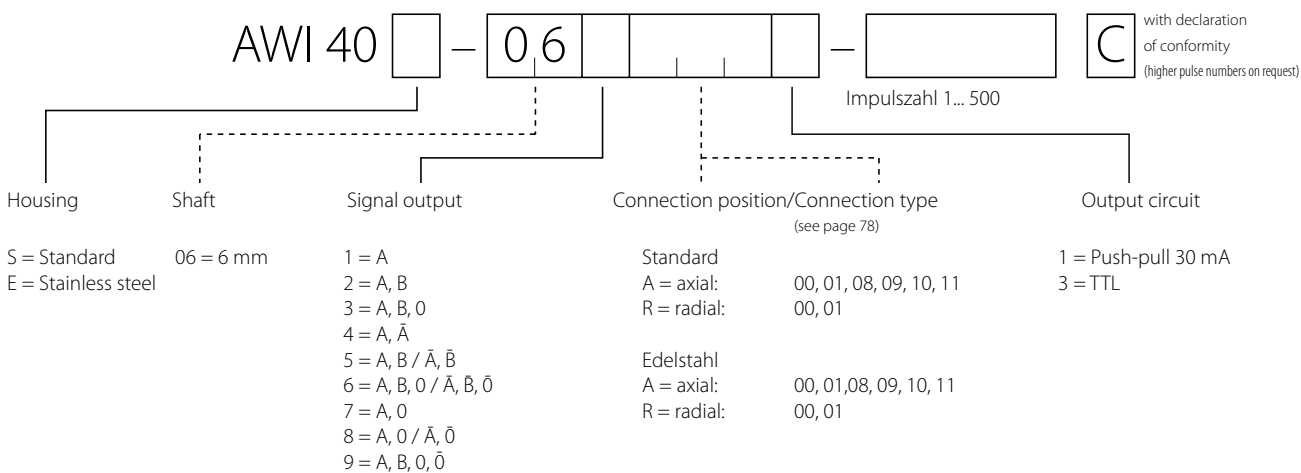 AWI 40 – 0 6 – C
with declaration
of conformity
(higher pulse numbers on request)
Impulszahl 1... 500
Housing
S = Standard
E = Stainless steel
Shaft
06 = 6 mm
Signal output
1 = A
2 = A, B
3 = A, B, 0
4 = A, Ā
5 = A, B / Ā, B̄
6 = A, B, 0 / Ā, B̄, 0̄
7 = A, 0
8 = A, 0 / Ā, 0̄
9 = A, B, 0, 0̄
Connection position/Connection type
(see page 78)
Standard
A = axial: 00, 01, 08, 09, 10, 11
R = radial: 00, 01
Edelstahl
A = axial: 00, 01,08, 09, 10, 11
R = radial: 00, 01
Output circuit
1 = Push-pull 30 mA
3 = TTL